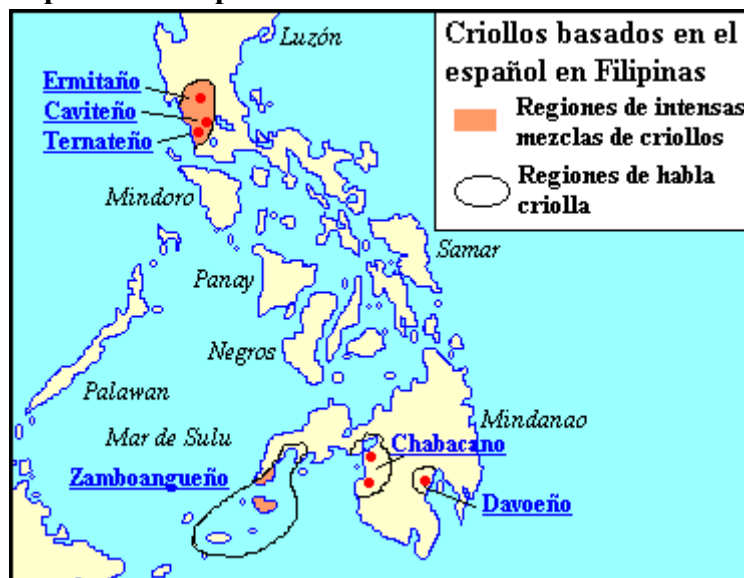 Luzón
Criollos basados en el
español en Filipinas
Regiones de intensas
mezclas de criollos
Regiones de habla
criolla
Ermitaño
Caviteño
Ternateño
Mindoro
Samar
Panay
Negros
Palawan
Mindanao
Mar de Sulu
Chabacano
Zamboangueño
Davoeño